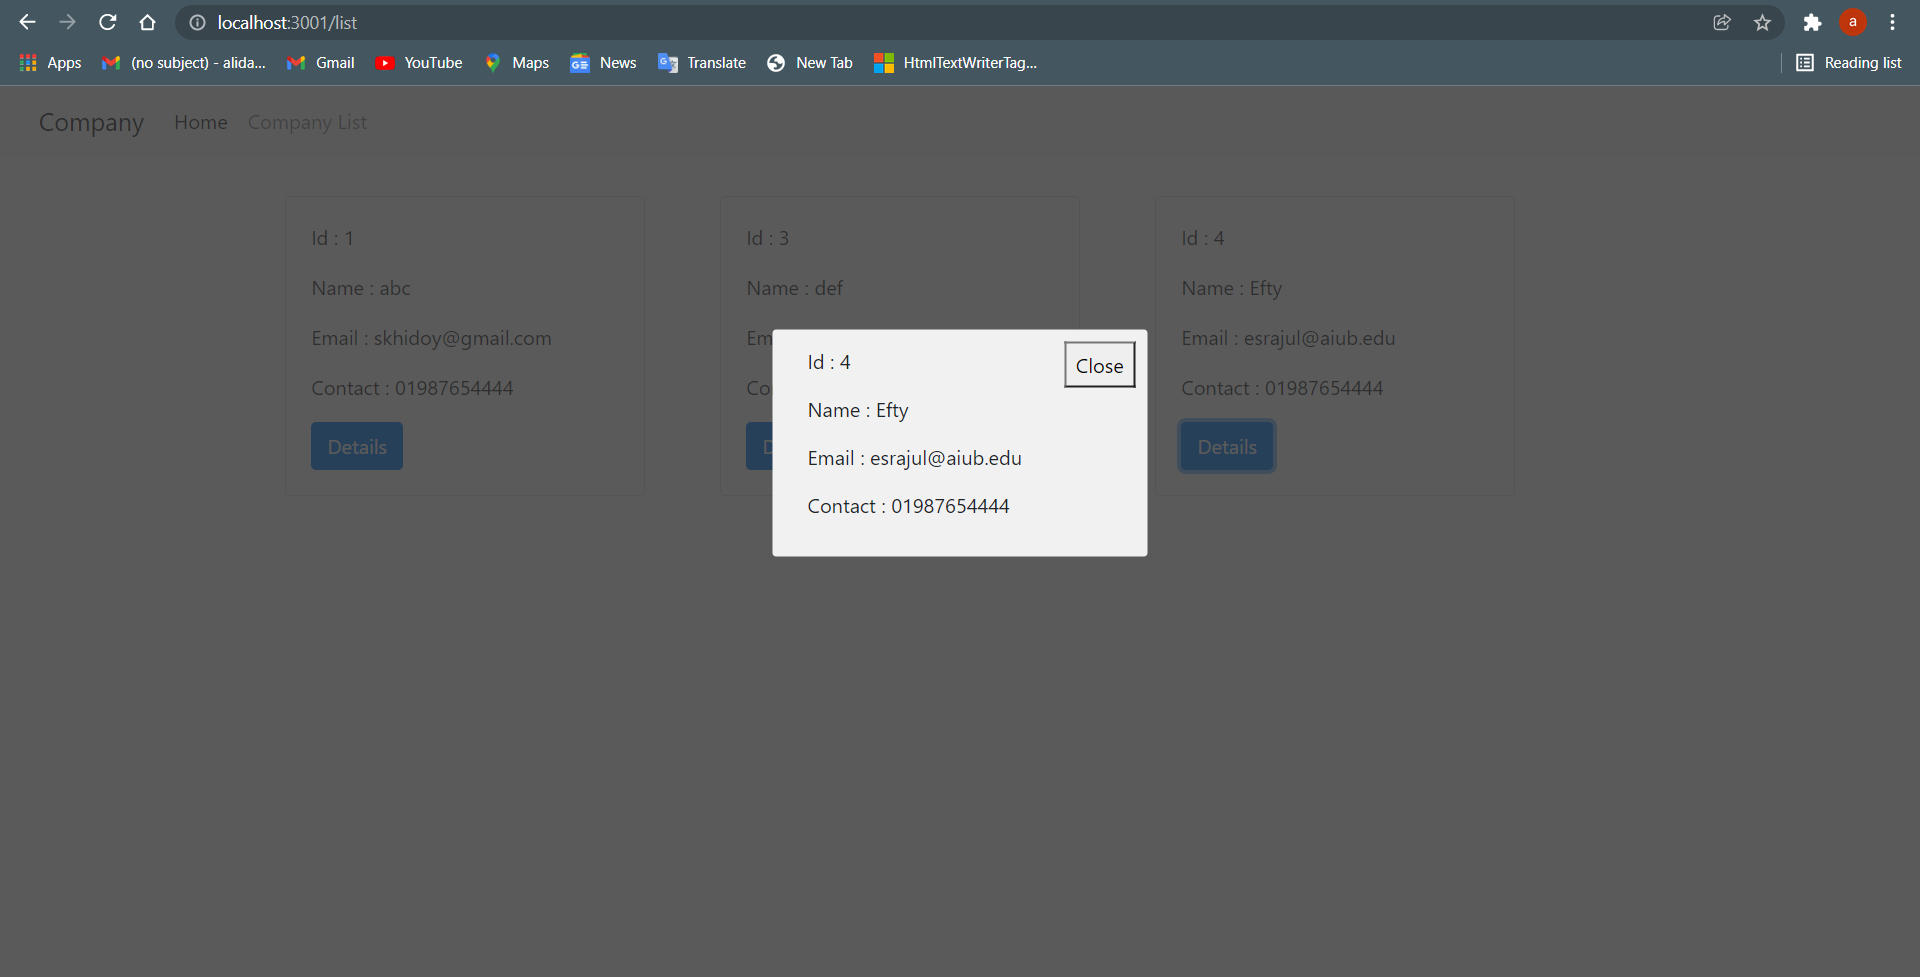 localhost:3001/list
a
Apps (no subject) - alida... Gmail YouTube Maps News Translate New Tab HtmlTextWriterTag... Reading list
Company Home Company List
Id : 1
Name : abc
Email : skhidoy@gmail.com
Contact : 01987654444
Details
Id : 3
Name : def
Em
Co
D
Id : 4
Name : Efty
Email : esrajul@aiub.edu
Contact : 01987654444
Details
Id : 4
Close
Name : Efty
Email : esrajul@aiub.edu
Contact : 01987654444